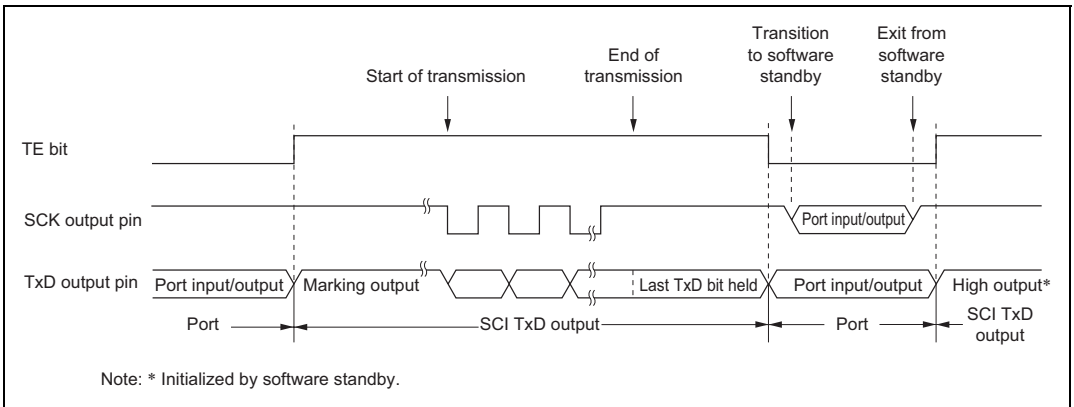 Transition
to software
standby
Exit from
software
standby
End of
transmission
Start of transmission
TE bit
SCK output pin
Port input/output
TxD output pin
Port input/output
Marking output
Last TxD bit held
Port input/output
High output*
Port
SCI TxD output
Port
SCI TxD
output
Note: * Initialized by software standby.